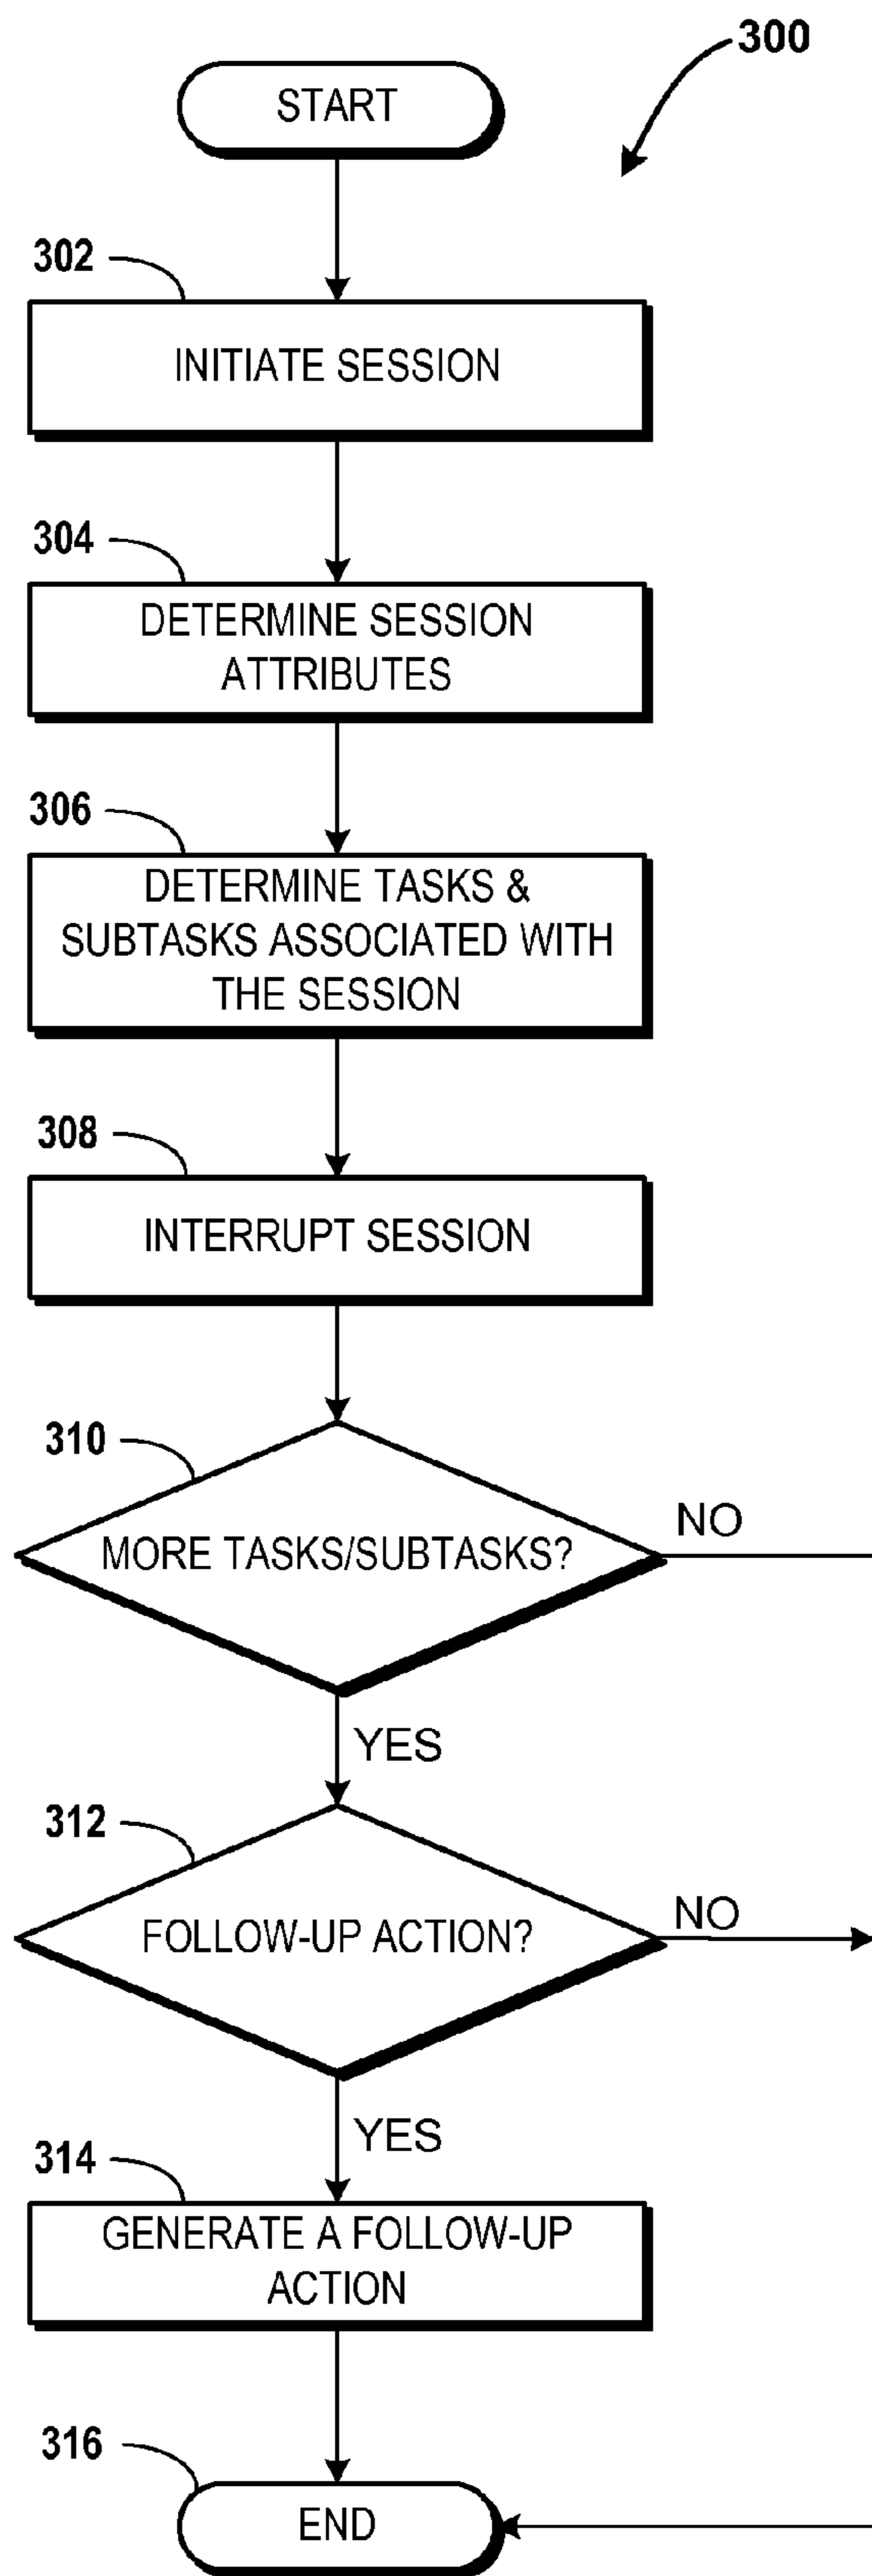 300
START
302
INITIATE SESSION
304
DETERMINE SESSION
ATTRIBUTES
306
DETERMINE TASKS &
SUBTASKS ASSOCIATED WITH
THE SESSION
308
INTERRUPT SESSION
310
MORE TASKS/SUBTASKS?
NO
YES
312
FOLLOW-UP ACTION?
NO
YES
314
GENERATE A FOLLOW-UP
ACTION
316
END